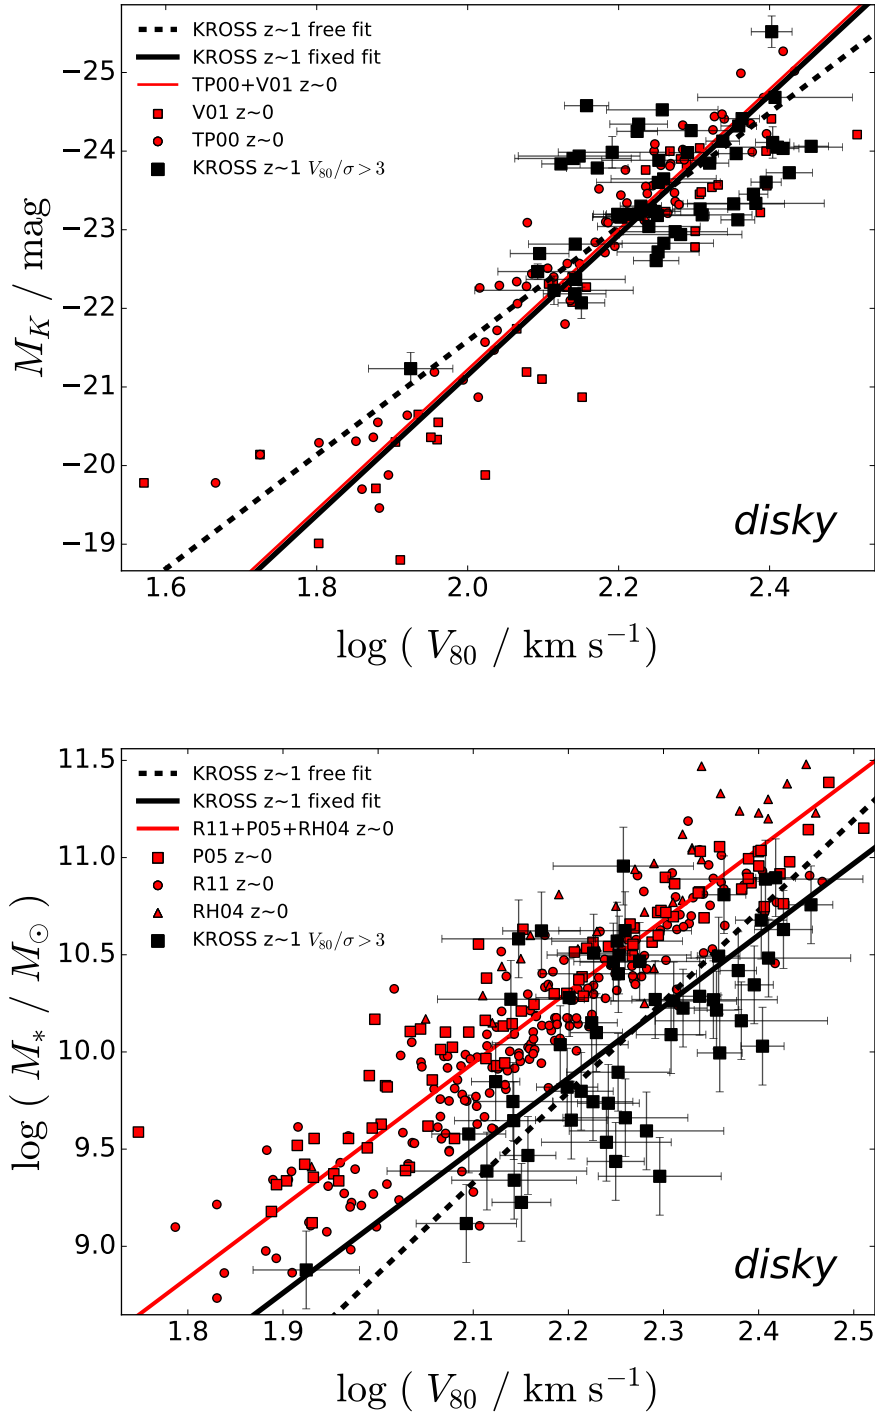 KROSS z~1 free fit
KROSS z~1 fixed fit
TP00+V01 z~0
V01 z~0
TP00 z~0
KROSS z~1 V₈₀/σ > 3
−25
−24
−23
−22
−21
−20
−19
M_K / mag
disky
1.6 1.8 2.0 2.2 2.4
log ( V₈₀ / km s⁻¹)
KROSS z~1 free fit
KROSS z~1 fixed fit
R11+P05+RH04 z~0
P05 z~0
R11 z~0
RH04 z~0
KROSS z~1 V₈₀/σ > 3
11.5
11.0
10.5
10.0
9.5
9.0
log ( M_* / M_⊙)
disky
1.8 1.9 2.0 2.1 2.2 2.3 2.4 2.5
log ( V₈₀ / km s⁻¹)